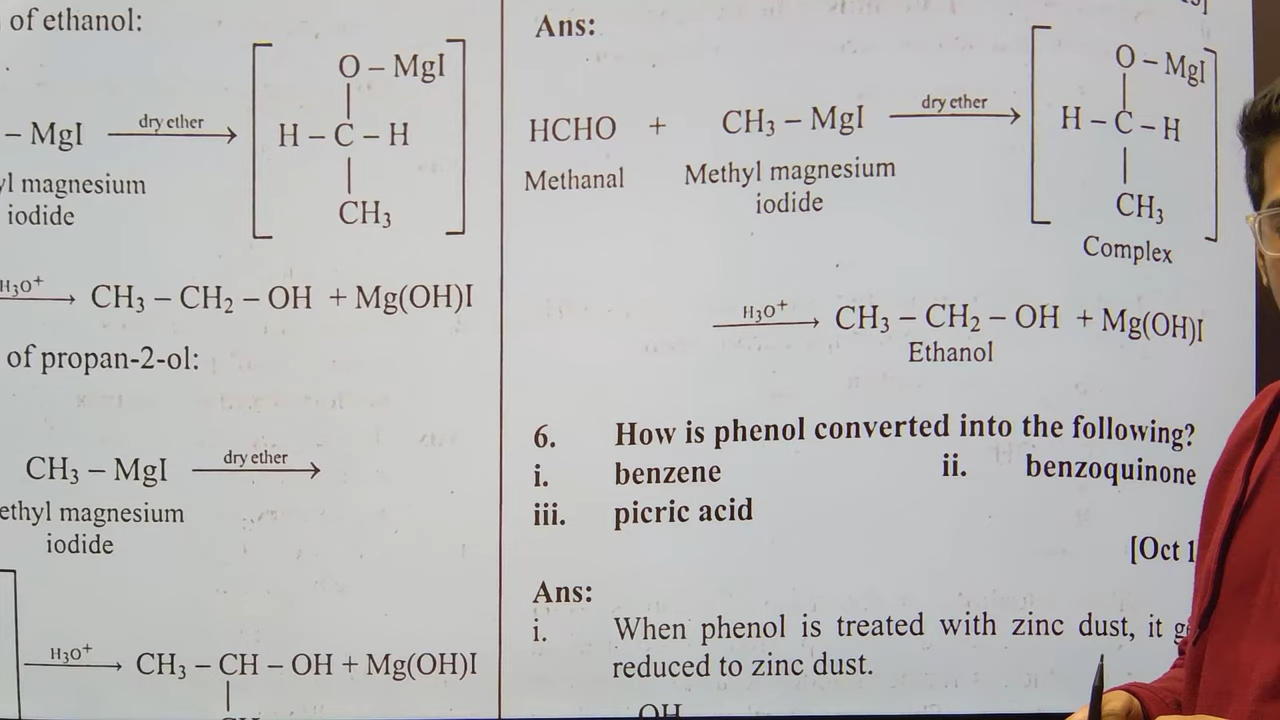 of ethanol:
O – MgI
– MgI dry ether H – C – H
yl magnesium
iodide
CH₃
H₃O⁺ CH₃ – CH₂ – OH + Mg(OH)I
of propan-2-ol:
CH₃ – MgI dry ether
ethyl magnesium
iodide
H₃O⁺ CH₃ – CH – OH + Mg(OH)I
Ans:
O – MgI
HCHO + CH₃ – MgI dry ether H – C – H
Methanal Methyl magnesium
iodide
CH₃
Complex
H₃O⁺ CH₃ – CH₂ – OH + Mg(OH)I
Ethanol
6. How is phenol converted into the following?
i. benzene ii. benzoquinone
iii. picric acid
[Oct 1
Ans:
i. When phenol is treated with zinc dust, it g
reduced to zinc dust.
OH